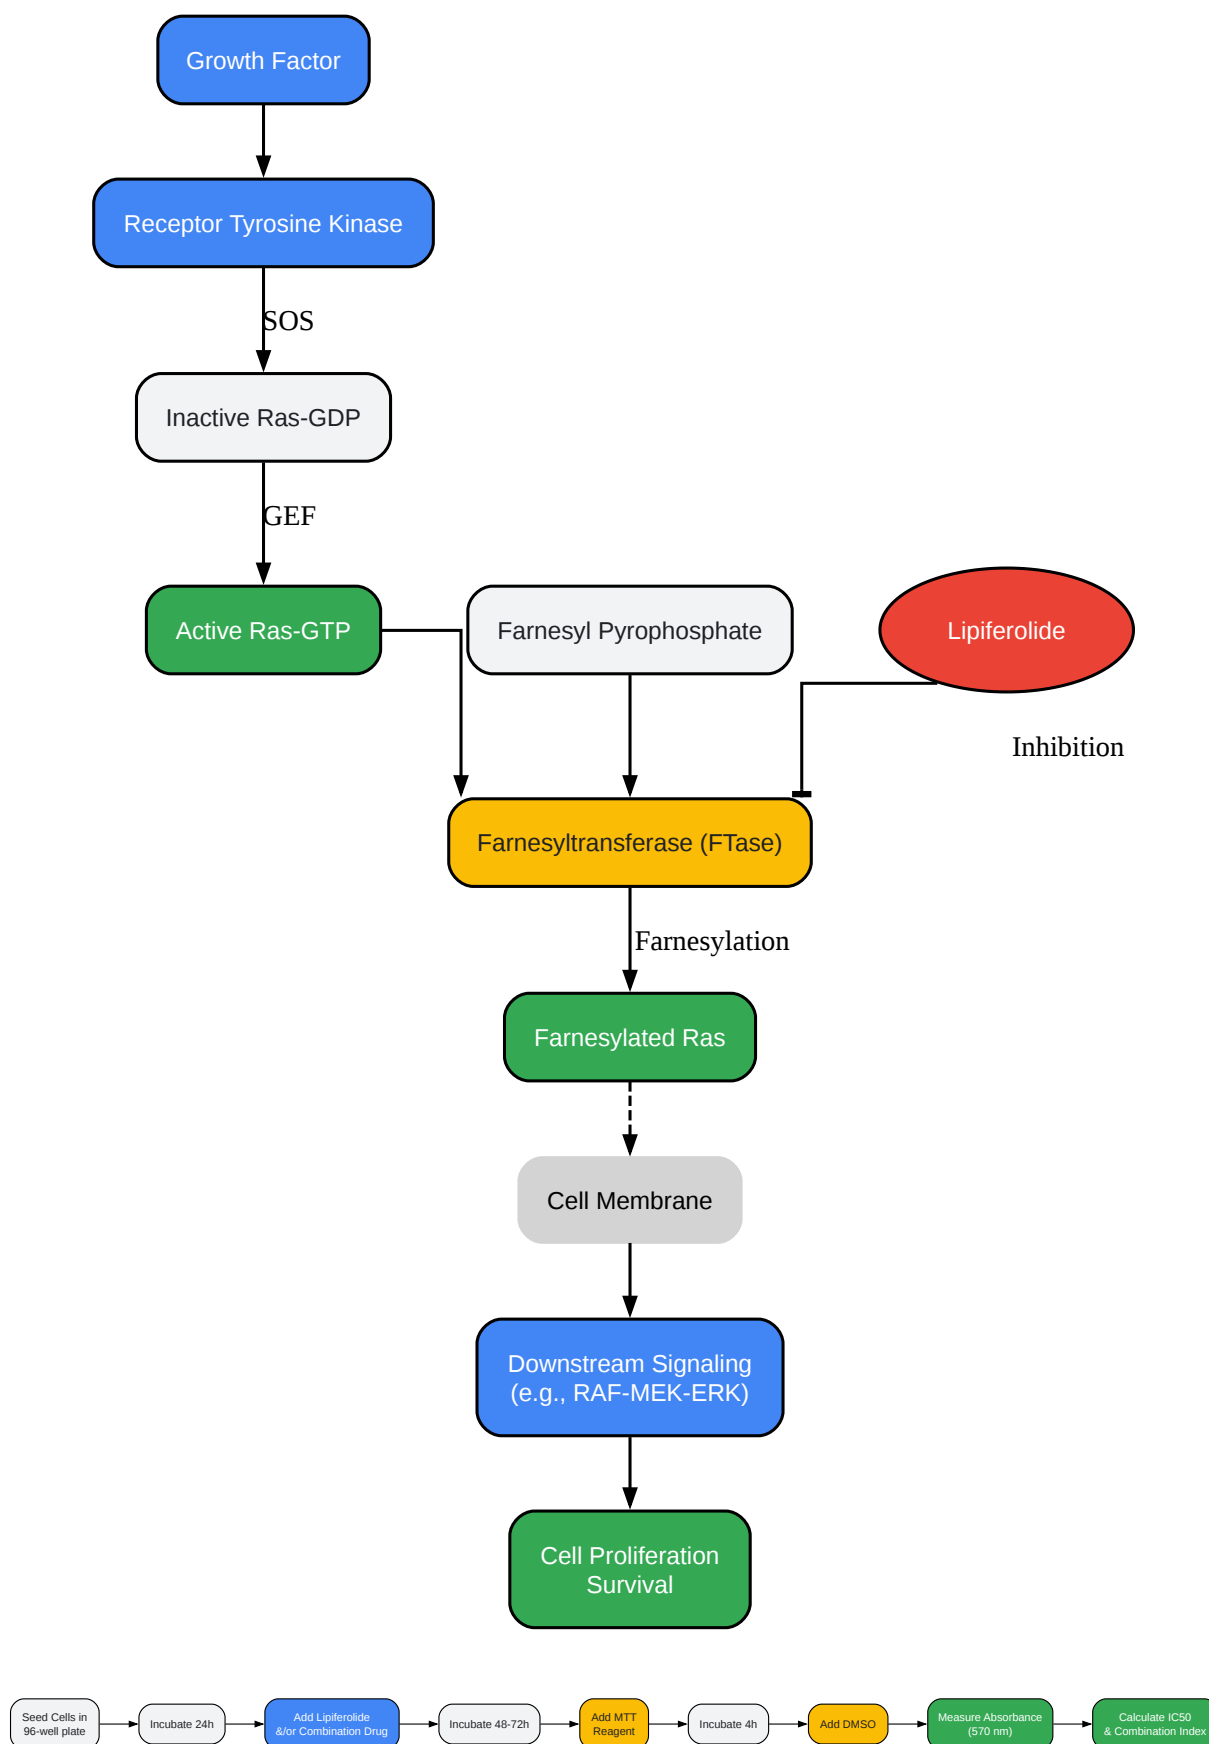 Growth Factor
Receptor Tyrosine Kinase
SOS
Inactive Ras-GDP
GEF
Active Ras-GTP
Farnesyl Pyrophosphate
Lipiferolide
Inhibition
Farnesyltransferase (FTase)
Farnesylation
Farnesylated Ras
Cell Membrane
Downstream Signaling
(e.g., RAF-MEK-ERK)
Cell Proliferation
Survival
Seed Cells in
96-well plate
Incubate 24h
Add Lipiferolide
&/or Combination Drug
Incubate 48-72h
Add MTT
Reagent
Incubate 4h
Add DMSO
Measure Absorbance
(570 nm)
Calculate IC50
& Combination Index